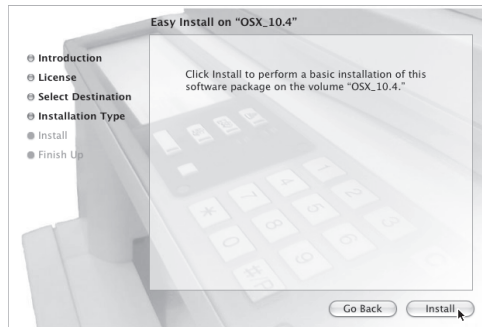 Easy Install on “OSX_10.4”
Introduction
License
Select Destination
Installation Type
Install
Finish Up
Click Install to perform a basic installation of this
software package on the volume “OSX_10.4.”
Go Back
Install